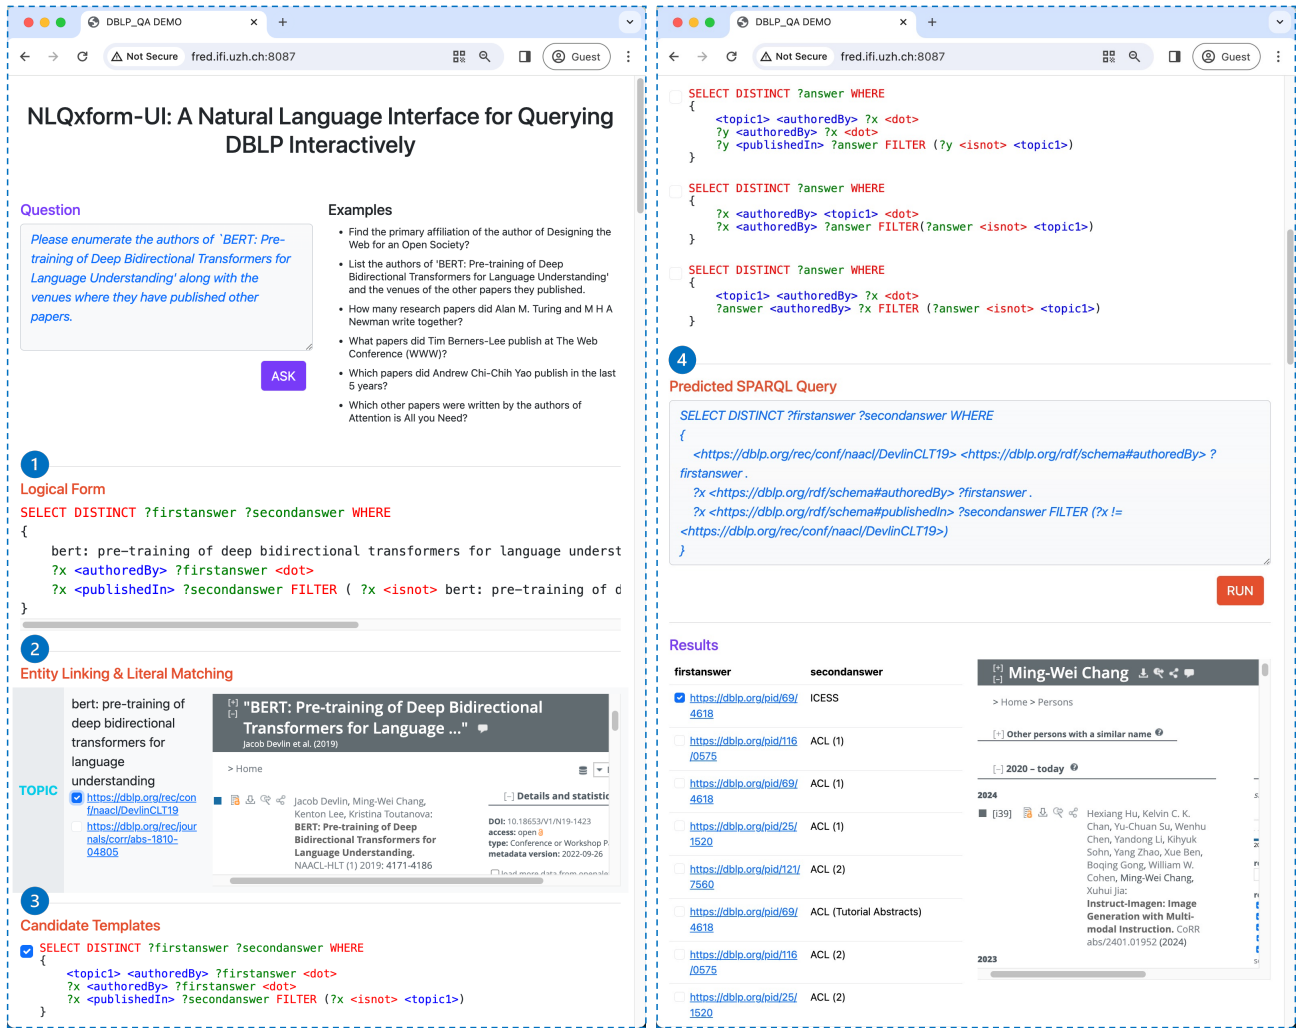 DBLP_QA DEMO
Not Secure
fred.ifi.uzh.ch:8087
Guest
NLQxform-UI: A Natural Language Interface for Querying
DBLP Interactively
Question
Please enumerate the authors of `BERT: Pre-
training of Deep Bidirectional Transformers for
Language Understanding' along with the
venues where they have published other
papers.
ASK
Examples
• Find the primary affiliation of the author of Designing the
Web for an Open Society?
• List the authors of 'BERT: Pre-training of Deep
Bidirectional Transformers for Language Understanding'
and the venues of the other papers they published.
• How many research papers did Alan M. Turing and M H A
Newman write together?
• What papers did Tim Berners-Lee publish at The Web
Conference (WWW)?
• Which papers did Andrew Chi-Chih Yao publish in the last
5 years?
• Which other papers were written by the authors of
Attention is All you Need?
1
Logical Form
SELECT DISTINCT ?firstanswer ?secondanswer WHERE
{
bert: pre-training of deep bidirectional transformers for language underst
?x <authoredBy> ?firstanswer <dot>
?x <publishedIn> ?secondanswer FILTER ( ?x <isnot> bert: pre-training of d
}
2
Entity Linking & Literal Matching
TOPIC
bert: pre-training of
deep bidirectional
transformers for
language
understanding
https://dblp.org/rec/con
f/naacl/DevlinCLT19
https://dblp.org/rec/jour
nals/corr/abs-1810-
04805
[+]
[–]
"BERT: Pre-training of Deep Bidirectional
Transformers for Language ..."
Jacob Devlin et al. (2019)
> Home
Jacob Devlin, Ming-Wei Chang,
Kenton Lee, Kristina Toutanova:
BERT: Pre-training of Deep
Bidirectional Transformers for
Language Understanding.
NAACL-HLT (1) 2019: 4171-4186
[–] Details and statistic
DOI: 10.18653/V1/N19-1423
access: open
type: Conference or Workshop P
metadata version: 2022-09-26
load more data from openale
3
Candidate Templates
SELECT DISTINCT ?firstanswer ?secondanswer WHERE
{
<topic1> <authoredBy> ?firstanswer <dot>
?x <authoredBy> ?firstanswer <dot>
?x <publishedIn> ?secondanswer FILTER (?x <isnot> <topic1>)
}
DBLP_QA DEMO
Not Secure
fred.ifi.uzh.ch:8087
Guest
SELECT DISTINCT ?answer WHERE
{
<topic1> <authoredBy> ?x <dot>
?y <authoredBy> ?x <dot>
?y <publishedIn> ?answer FILTER (?y <isnot> <topic1>)
}
SELECT DISTINCT ?answer WHERE
{
?x <authoredBy> <topic1> <dot>
?x <authoredBy> ?answer FILTER(?answer <isnot> <topic1>)
}
SELECT DISTINCT ?answer WHERE
{
<topic1> <authoredBy> ?x <dot>
?answer <authoredBy> ?x FILTER (?answer <isnot> <topic1>)
}
4
Predicted SPARQL Query
SELECT DISTINCT ?firstanswer ?secondanswer WHERE
{
<https://dblp.org/rec/conf/naacl/DevlinCLT19> <https://dblp.org/rdf/schema#authoredBy> ?
firstanswer .
?x <https://dblp.org/rdf/schema#authoredBy> ?firstanswer .
?x <https://dblp.org/rdf/schema#publishedIn> ?secondanswer FILTER (?x !=
<https://dblp.org/rec/conf/naacl/DevlinCLT19>)
}
RUN
Results
firstanswer secondanswer
https://dblp.org/pid/69/ ICESS
4618
https://dblp.org/pid/116 ACL (1)
/0575
https://dblp.org/pid/69/ ACL (1)
4618
https://dblp.org/pid/25/ ACL (1)
1520
https://dblp.org/pid/121/ ACL (2)
7560
https://dblp.org/pid/69/ ACL (Tutorial Abstracts)
4618
https://dblp.org/pid/116 ACL (2)
/0575
https://dblp.org/pid/25/ ACL (2)
1520
[+]
[–]
Ming-Wei Chang
> Home > Persons
[+] Other persons with a similar name
[–] 2020 – today
2024
[i39]
Hexiang Hu, Kelvin C. K.
Chan, Yu-Chuan Su, Wenhu
Chen, Yandong Li, Kihyuk
Sohn, Yang Zhao, Xue Ben,
Boqing Gong, William W.
Cohen, Ming-Wei Chang,
Xuhui Jia:
Instruct-Imagen: Image
Generation with Multi-
modal Instruction. CoRR
abs/2401.01952 (2024)
2023